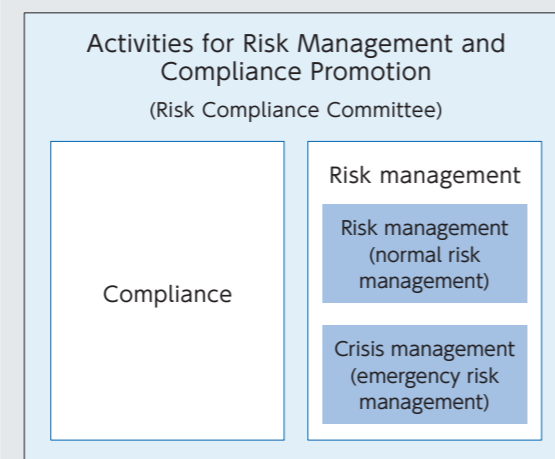 Activities for Risk Management and
Compliance Promotion
(Risk Compliance Committee)
Compliance
Risk management
Risk management
(normal risk
management)
Crisis management
(emergency risk
management)